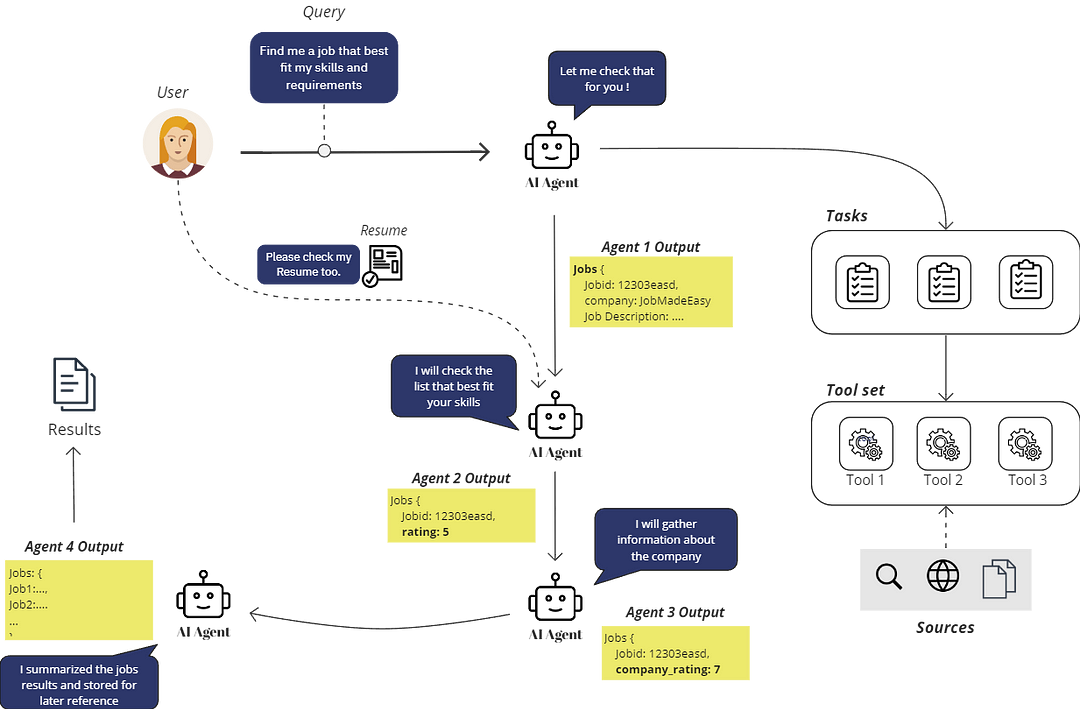 Query
Find me a job that best
fit my skills and
requirements
User
Let me check that
for you !
AI Agent
Resume
Please check my
Resume too.
Agent 1 Output
Jobs {
Jobid: 12303easd,
company: JobMadeEasy
Job Description: ....
Tasks
I will check the
list that best fit
your skills
AI Agent
Tool set
Tool 1
Tool 2
Tool 3
Results
Agent 2 Output
Jobs {
Jobid: 12303easd,
rating: 5
I will gather
information about
the company
AI Agent
Agent 3 Output
Jobs {
Jobid: 12303easd,
company_rating: 7
Sources
Agent 4 Output
Jobs: {
Job1:...,
Job2:....
...
}
AI Agent
I summarized the jobs
results and stored for
later reference